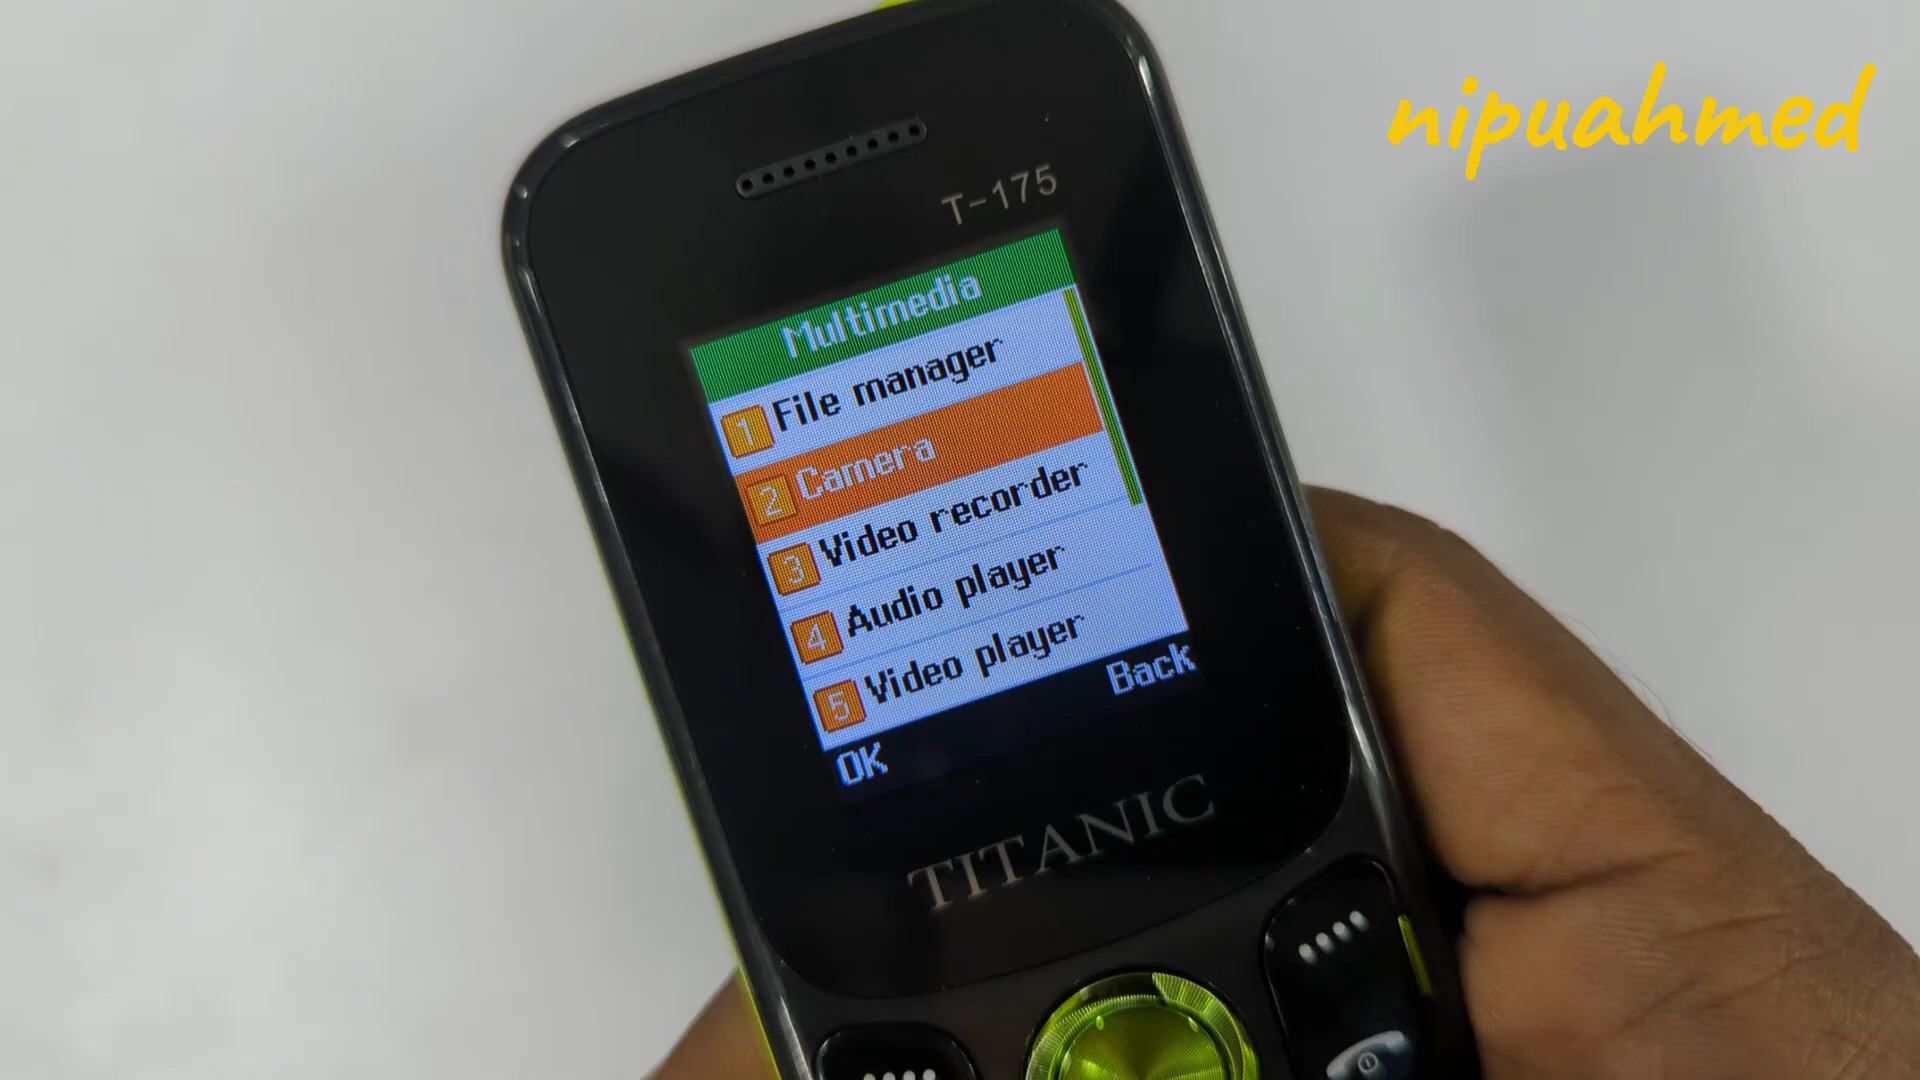 nipuahmed
T-175
Multimedia
1 File manager
2 Camera
3 Video recorder
4 Audio player
5 Video player
OK Back
TITANIC